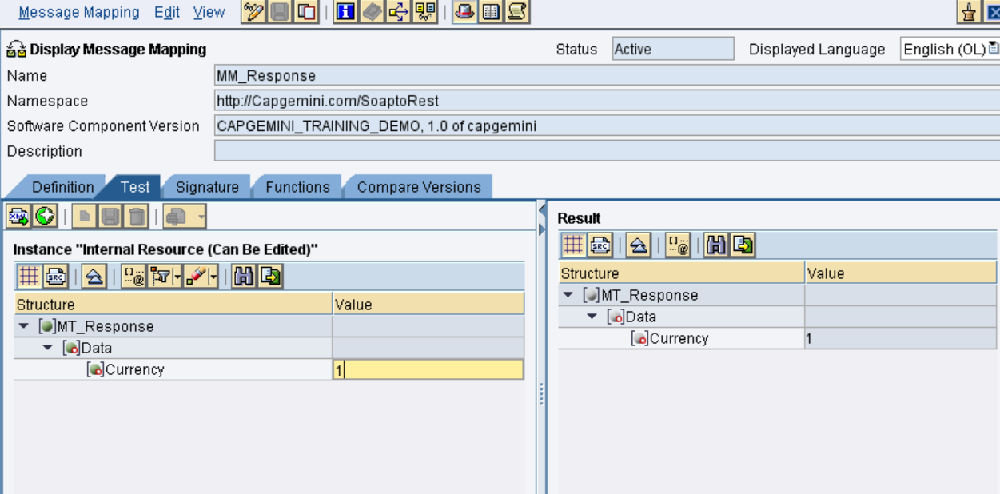 Message Mapping Edit View
Display Message Mapping Status Active Displayed Language English (OL)
Name MM_Response
Namespace http://Capgemini.com/SoaptoRest
Software Component Version CAPGEMINI_TRAINING_DEMO, 1.0 of capgemini
Description
Definition Test Signature Functions Compare Versions
Instance "Internal Resource (Can Be Edited)"
Structure Value
MT_Response
Data
Currency 1
Result
Structure Value
MT_Response
Data
Currency 1